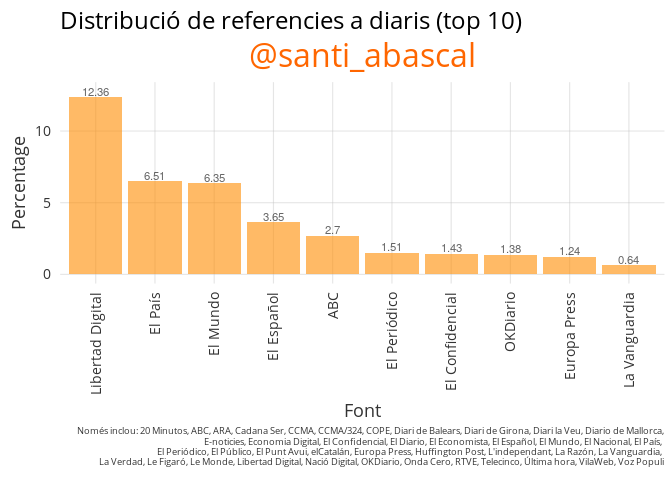 Distribució de referencies a diaris (top 10)
@santi_abascal
Percentage
10
5
0
12.36
6.51
6.35
3.65
2.7
1.51
1.43
1.38
1.24
0.64
Libertad Digital
El País
El Mundo
El Español
ABC
El Periódico
El Confidencial
OKDiario
Europa Press
La Vanguardia
Font
Només inclou: 20 Minutos, ABC, ARA, Cadana Ser, CCMA, CCMA/324, COPE, Diari de Balears, Diari de Girona, Diari la Veu, Diario de Mallorca,
E-noticies, Economia Digital, El Confidencial, El Diario, El Economista, El Español, El Mundo, El Nacional, El País,
El Periódico, El Público, El Punt Avui, elCatalán, Europa Press, Huffington Post, L'independant, La Razón, La Vanguardia,
La Verdad, Le Figaró, Le Monde, Libertad Digital, Nació Digital, OKDiario, Onda Cero, RTVE, Telecinco, Última hora, VilaWeb, Voz Populi